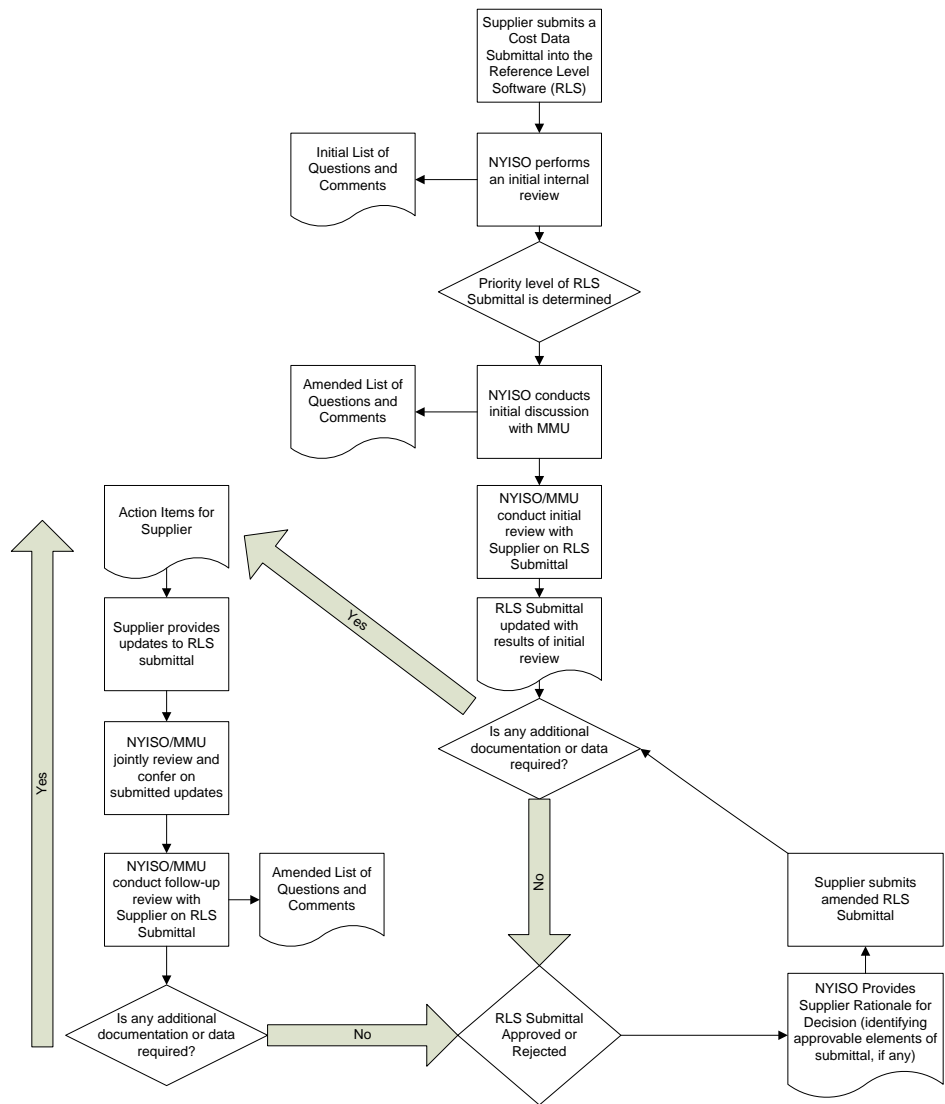 Supplier submits a
Cost Data
Submittal into the
Reference Level
Software (RLS)
Initial List of
Questions and
Comments
NYISO performs
an initial internal
review
Priority level of RLS
Submittal is determined
Amended List of
Questions and
Comments
NYISO conducts
initial discussion
with MMU
NYISO/MMU
conduct initial
review with
Supplier on RLS
Submittal
RLS Submittal
updated with
results of initial
review
Is any additional
documentation or data
required?
Yes
No
Action Items for
Supplier
Supplier provides
updates to RLS
submittal
NYISO/MMU
jointly review and
confer on
submitted updates
NYISO/MMU
conduct follow-up
review with
Supplier on RLS
Submittal
Amended List of
Questions and
Comments
Is any additional
documentation or data
required?
Yes
No
RLS Submittal
Approved or
Rejected
NYISO Provides
Supplier Rationale for
Decision (identifying
approvable elements of
submittal, if any)
Supplier submits
amended RLS
Submittal